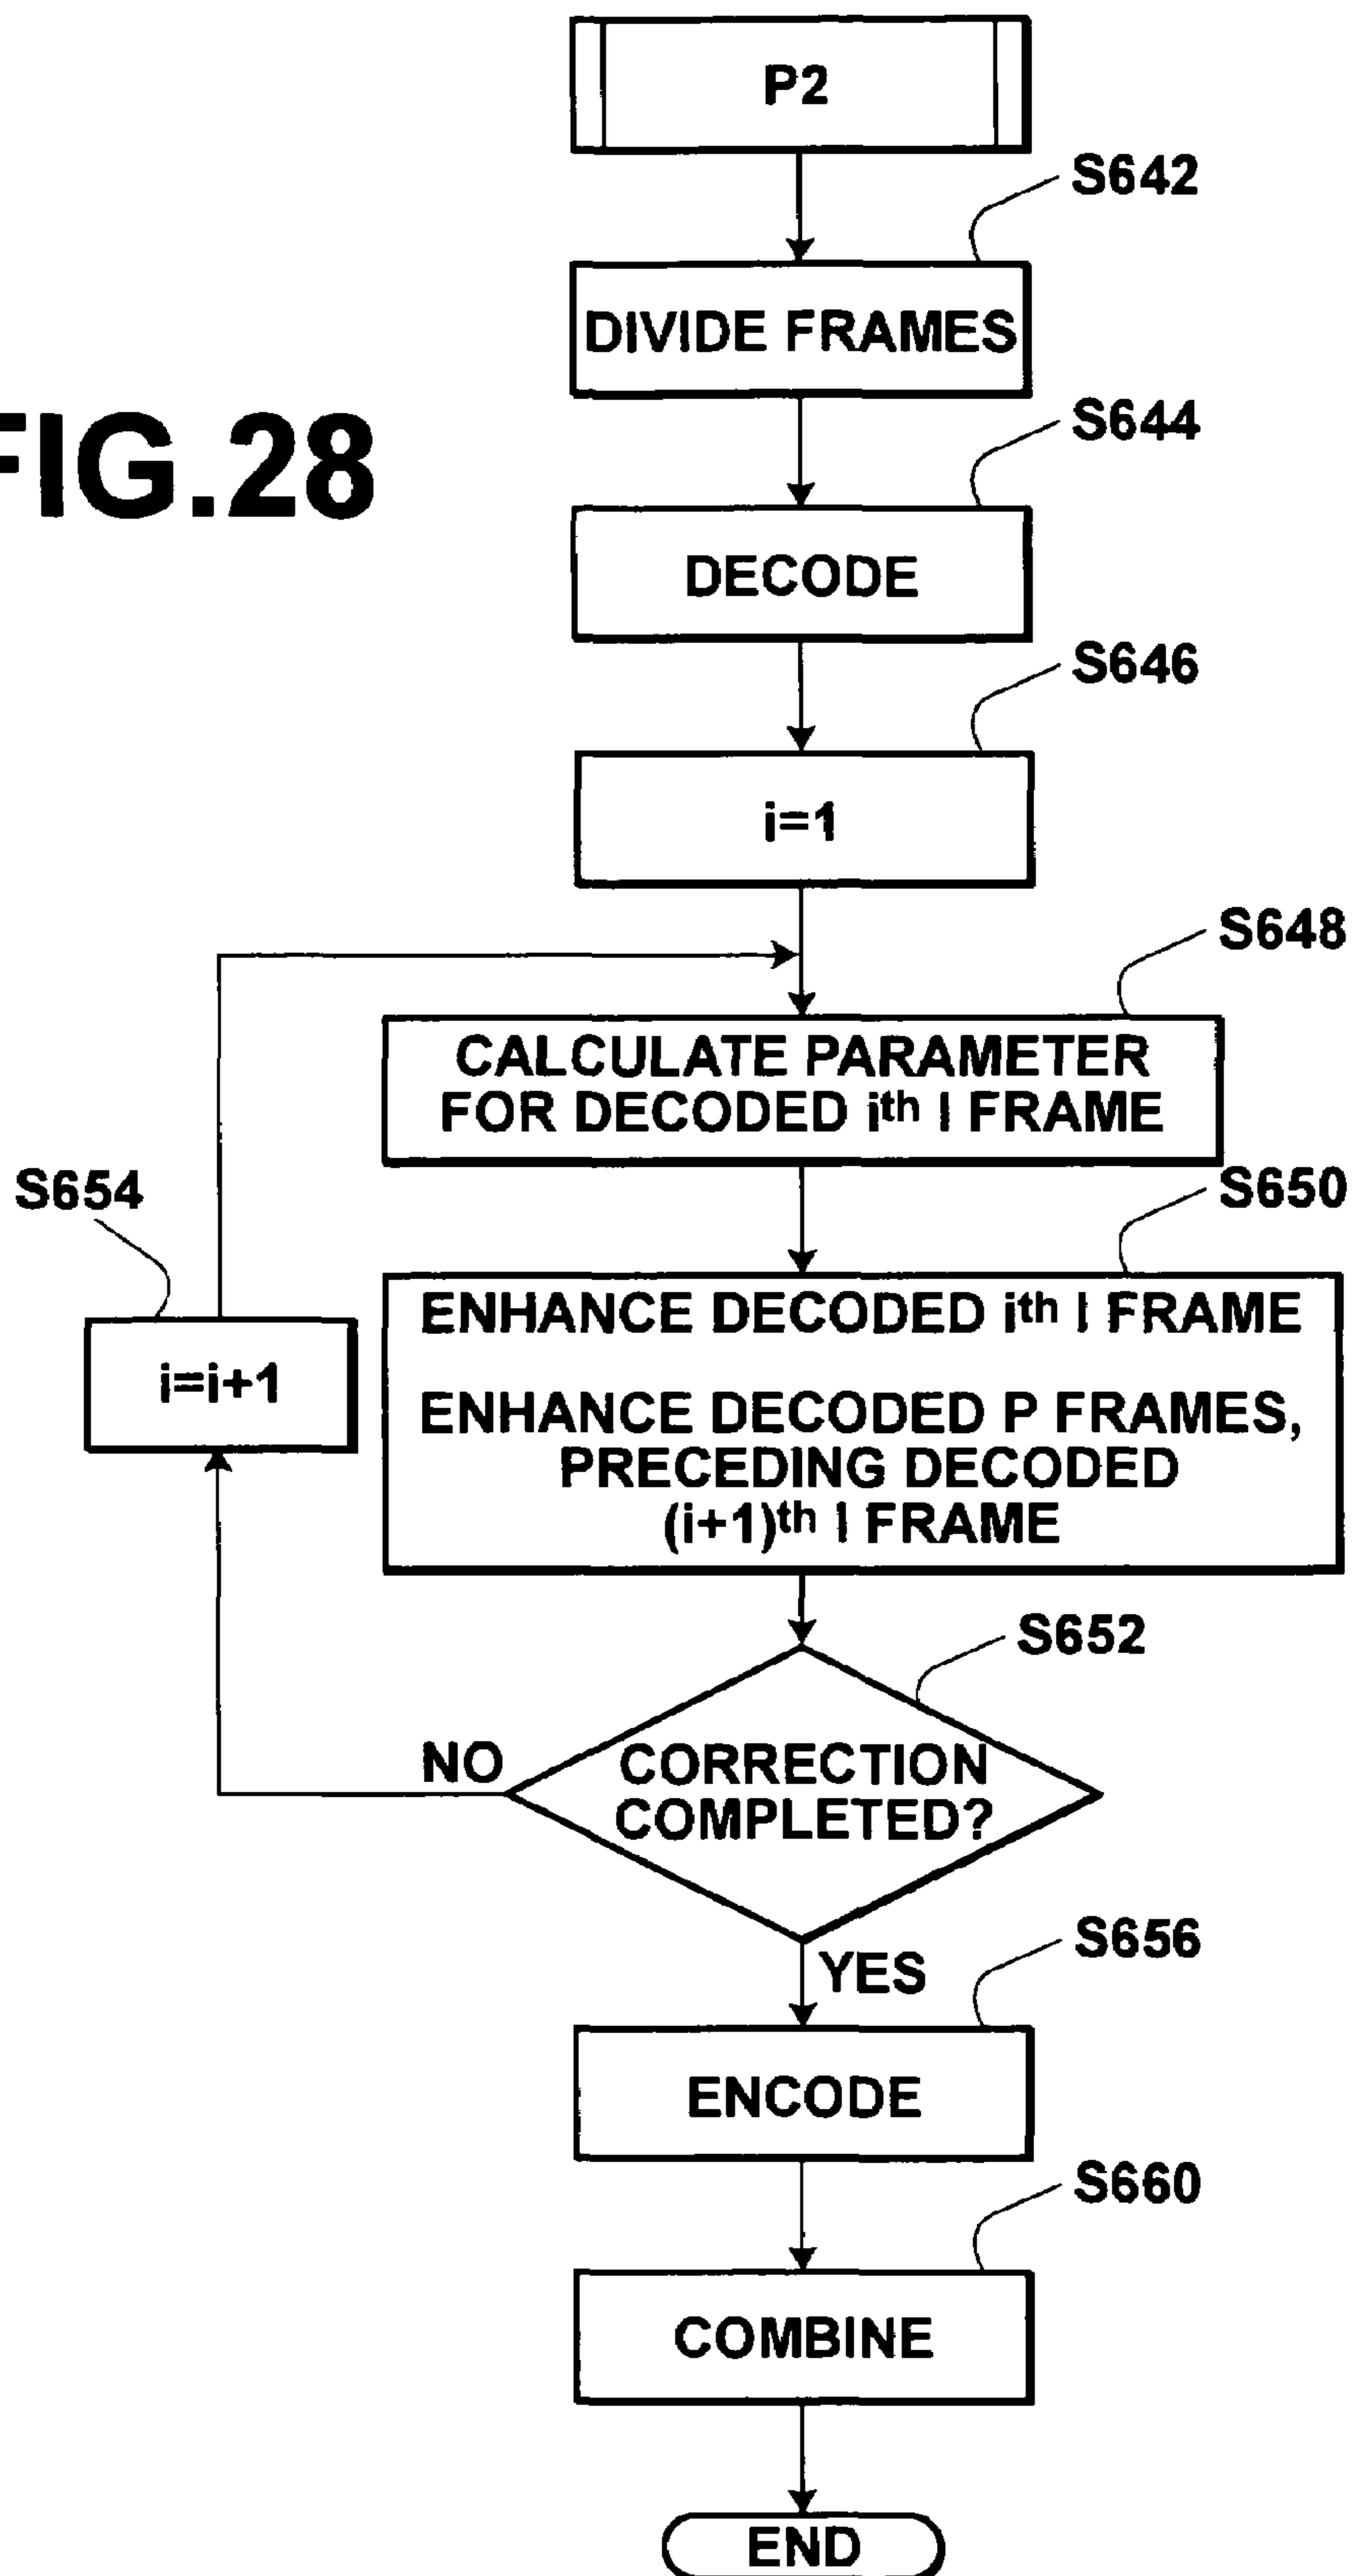 P2
S642
DIVIDE FRAMES
FIG.28
S644
DECODE
S646
i=1
S648
CALCULATE PARAMETER
FOR DECODED ith I FRAME
S654
S650
i=i+1
ENHANCE DECODED ith I FRAME
ENHANCE DECODED P FRAMES,
PRECEDING DECODED
(i+1)th I FRAME
S652
NO
CORRECTION
COMPLETED?
YES
S656
ENCODE
S660
COMBINE
END